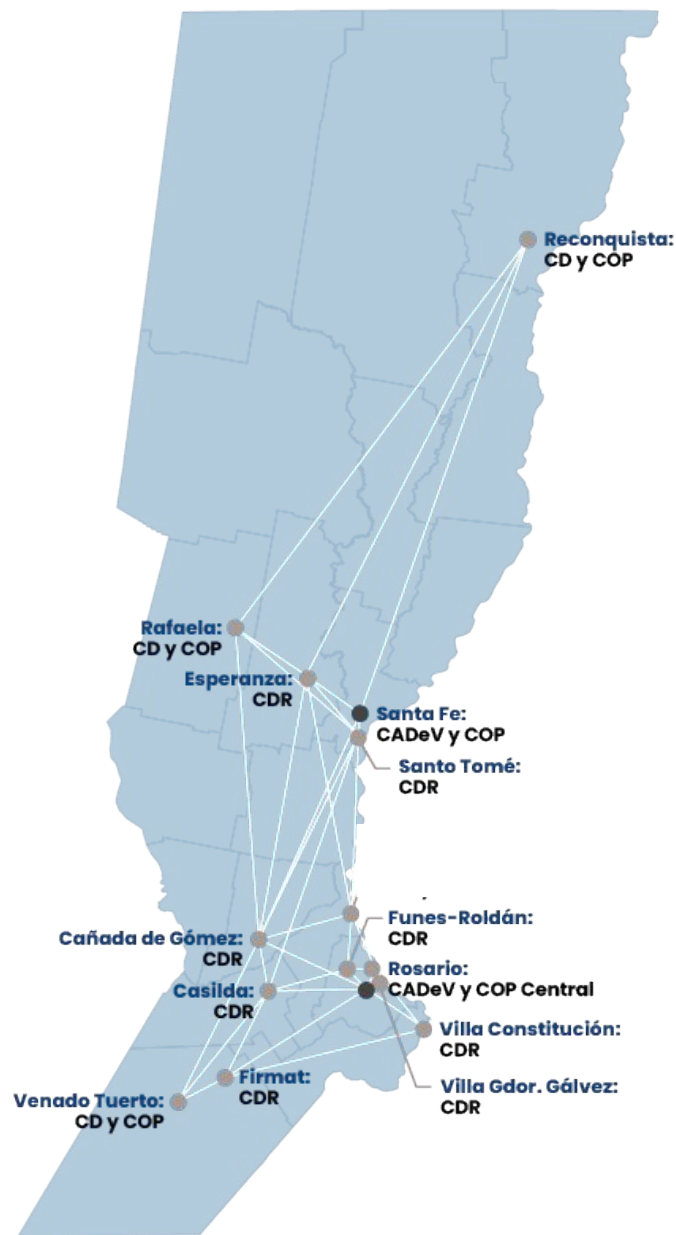 Reconquista:
CD y COP
Rafaela:
CD y COP
Esperanza:
CDR
Santa Fe:
CADeV y COP
Santo Tomé:
CDR
Funes-Roldán:
CDR
Cañada de Gómez:
CDR
Rosario:
CADeV y COP Central
Casilda:
CDR
Villa Constitución:
CDR
Firmat:
CDR
Villa Gdor. Gálvez:
CDR
Venado Tuerto:
CD y COP